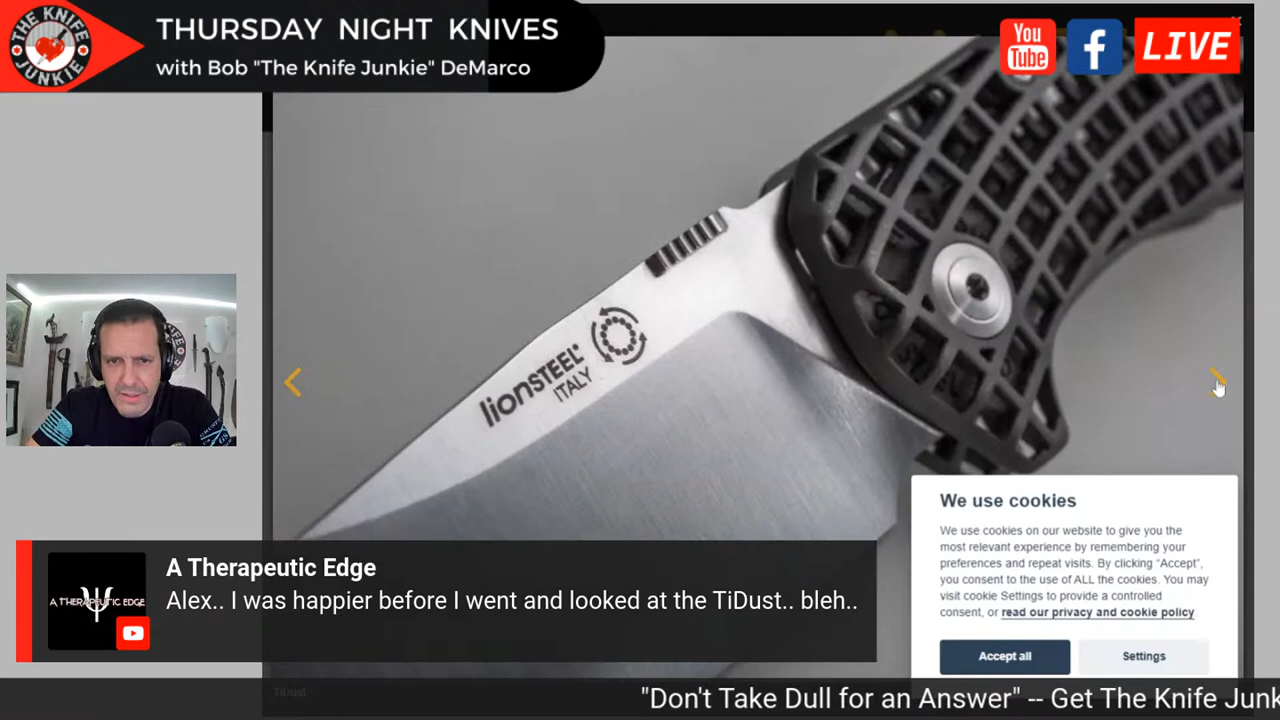 THE KNIFE
JUNKIE
THURSDAY NIGHT KNIVES
with Bob "The Knife Junkie" DeMarco
You
Tube
f
LIVE
lionSTEEL
ITALY
We use cookies
We use cookies on our website to give you the
most relevant experience by remembering your
preferences and repeat visits. By clicking “Accept”,
you consent to the use of ALL the cookies. You may
visit cookie Settings to provide a controlled
consent, or read our privacy and cookie policy
Accept all
Settings
A THERAPEUTIC EDGE
A Therapeutic Edge
Alex.. I was happier before I went and looked at the TiDust.. bleh..
TiDust
"Don't Take Dull for an Answer" -- Get The Knife Junk